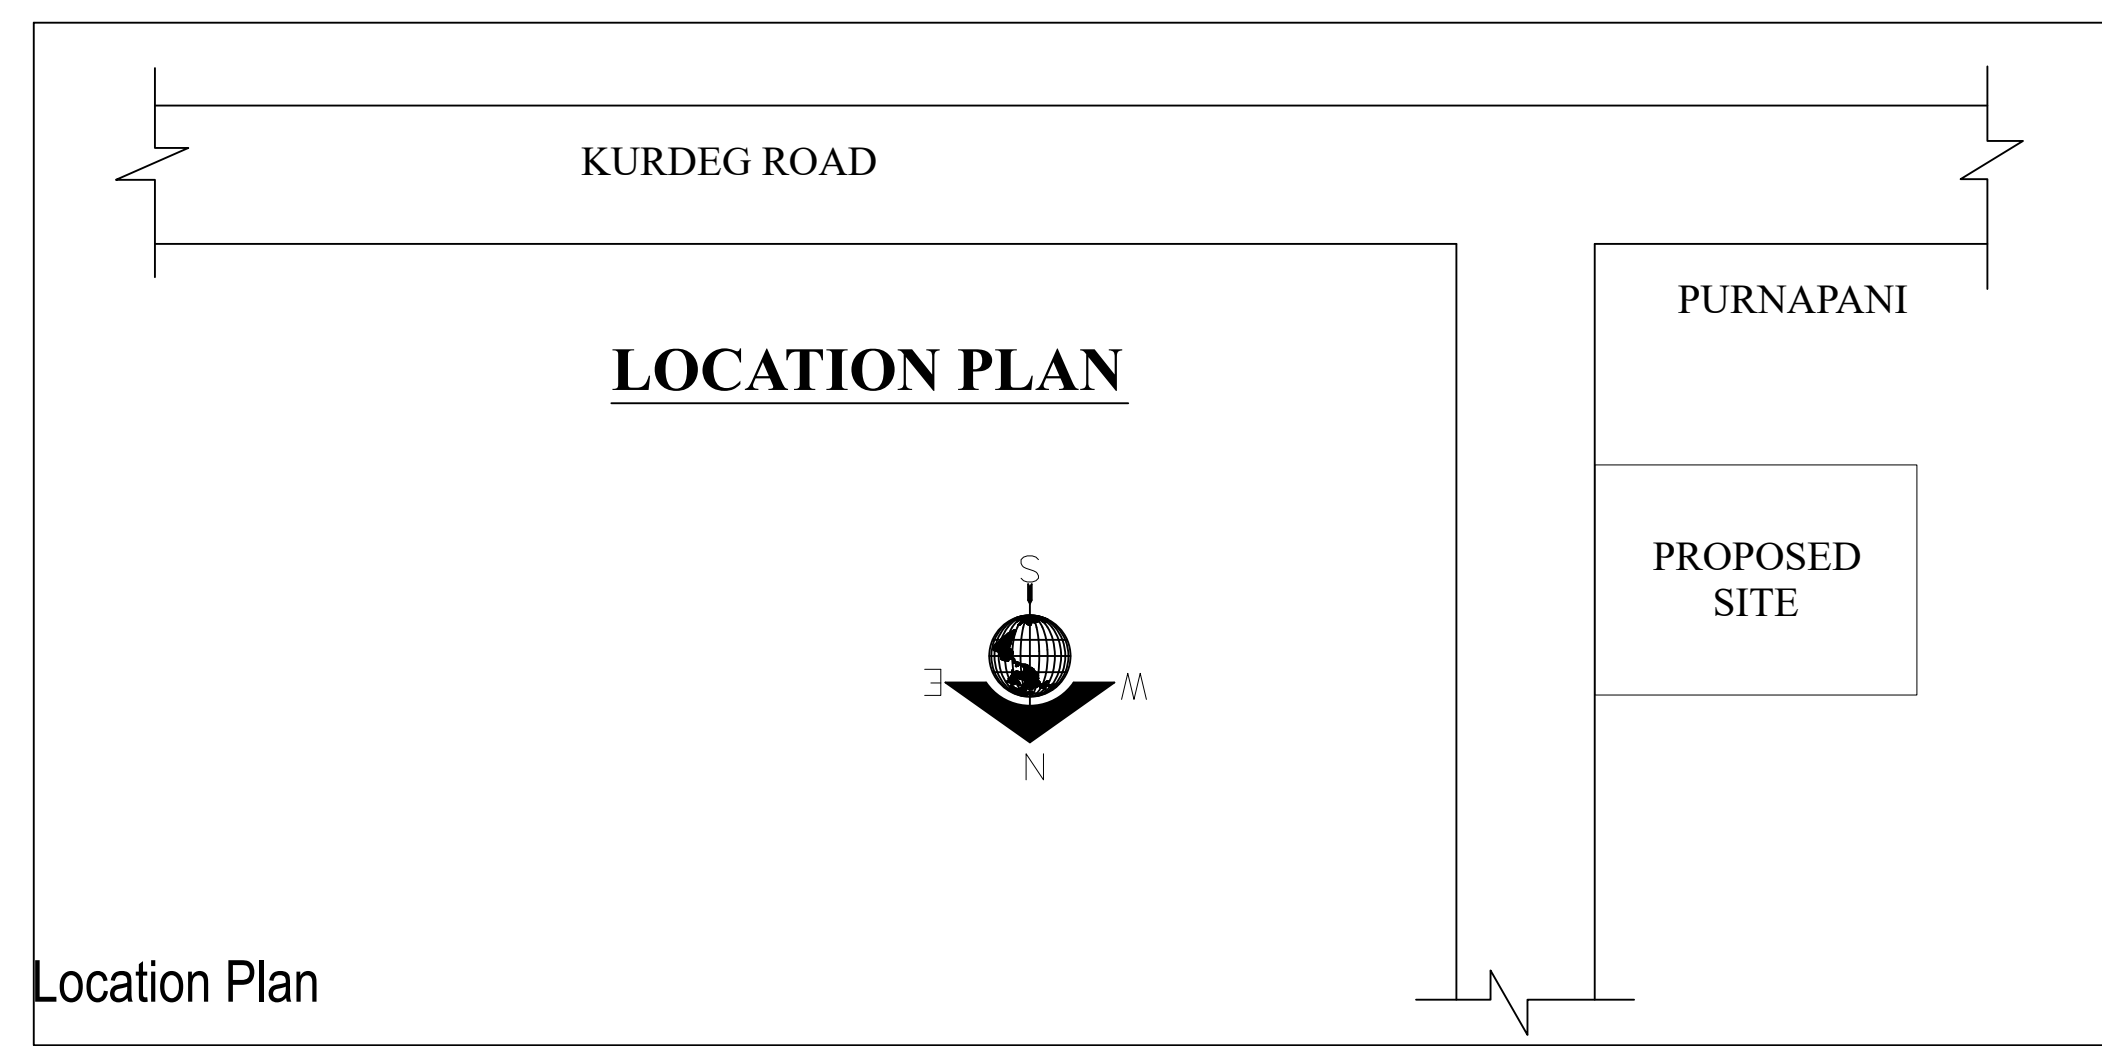 KURDEG ROAD
PURNAPANI
LOCATION PLAN
PROPOSED
SITE
S
E
W
N
Location Plan